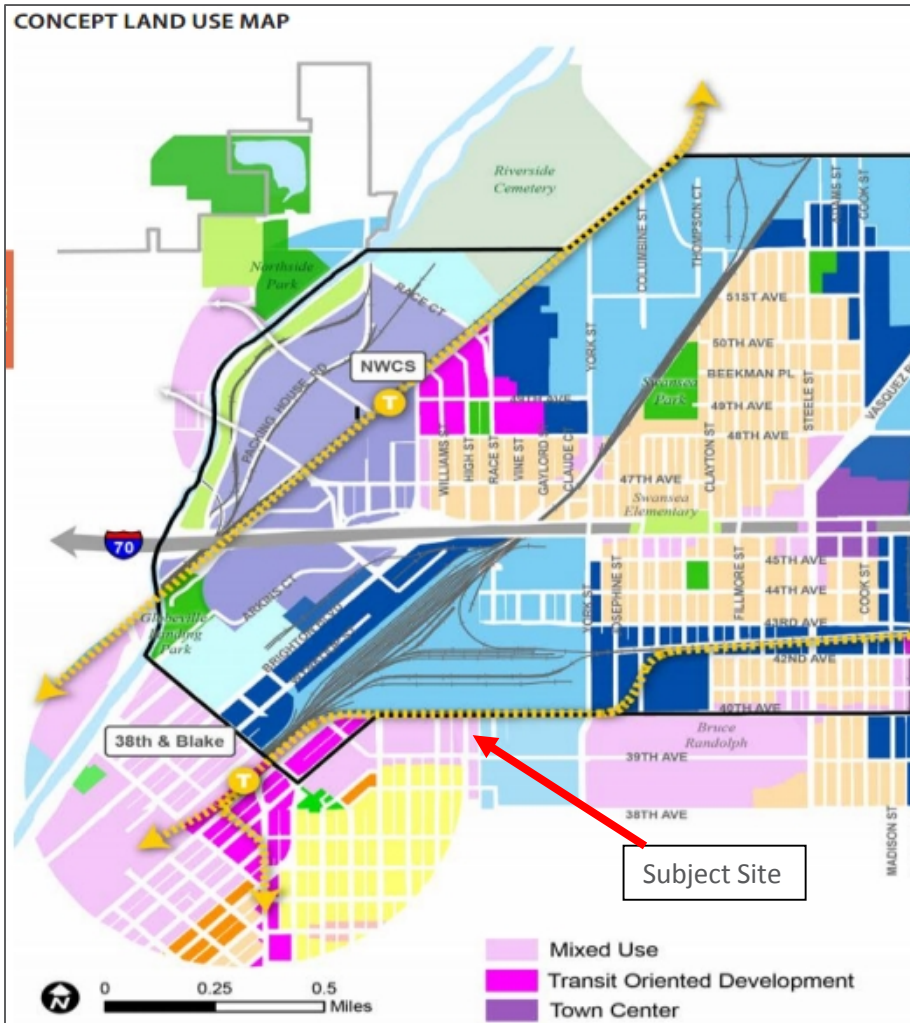 CONCEPT LAND USE MAP
Riverside
Cemetery
Northside
Park
RACE CT
COLUMBINE ST
THOMPSON CT
ADAMS ST
COOK ST
51ST AVE
50TH AVE
BEEKMAN PL
YORK ST
NWCS
T
PACKING HOUSE RD
49TH AVE
Swansea
Park
49TH AVE
48TH AVE
STEELE ST
VASQUEZ
CLAYTON ST
WILLIAMS ST
HIGH ST
RACE ST
VINE ST
GAYLORD ST
CLAUDE CT
47TH AVE
Swansea
Elementary
70
45TH AVE
44TH AVE
43RD AVE
42ND AVE
40TH AVE
ARKINS CT
BRIGHTON BLVD
YORK ST
JOSEPHINE ST
FILLMORE ST
COOK ST
Globeville
Landing
Park
38th & Blake
T
Bruce
Randolph
39TH AVE
38TH AVE
MADISON ST
Subject Site
Mixed Use
Transit Oriented Development
Town Center
N
0 0.25 0.5
Miles